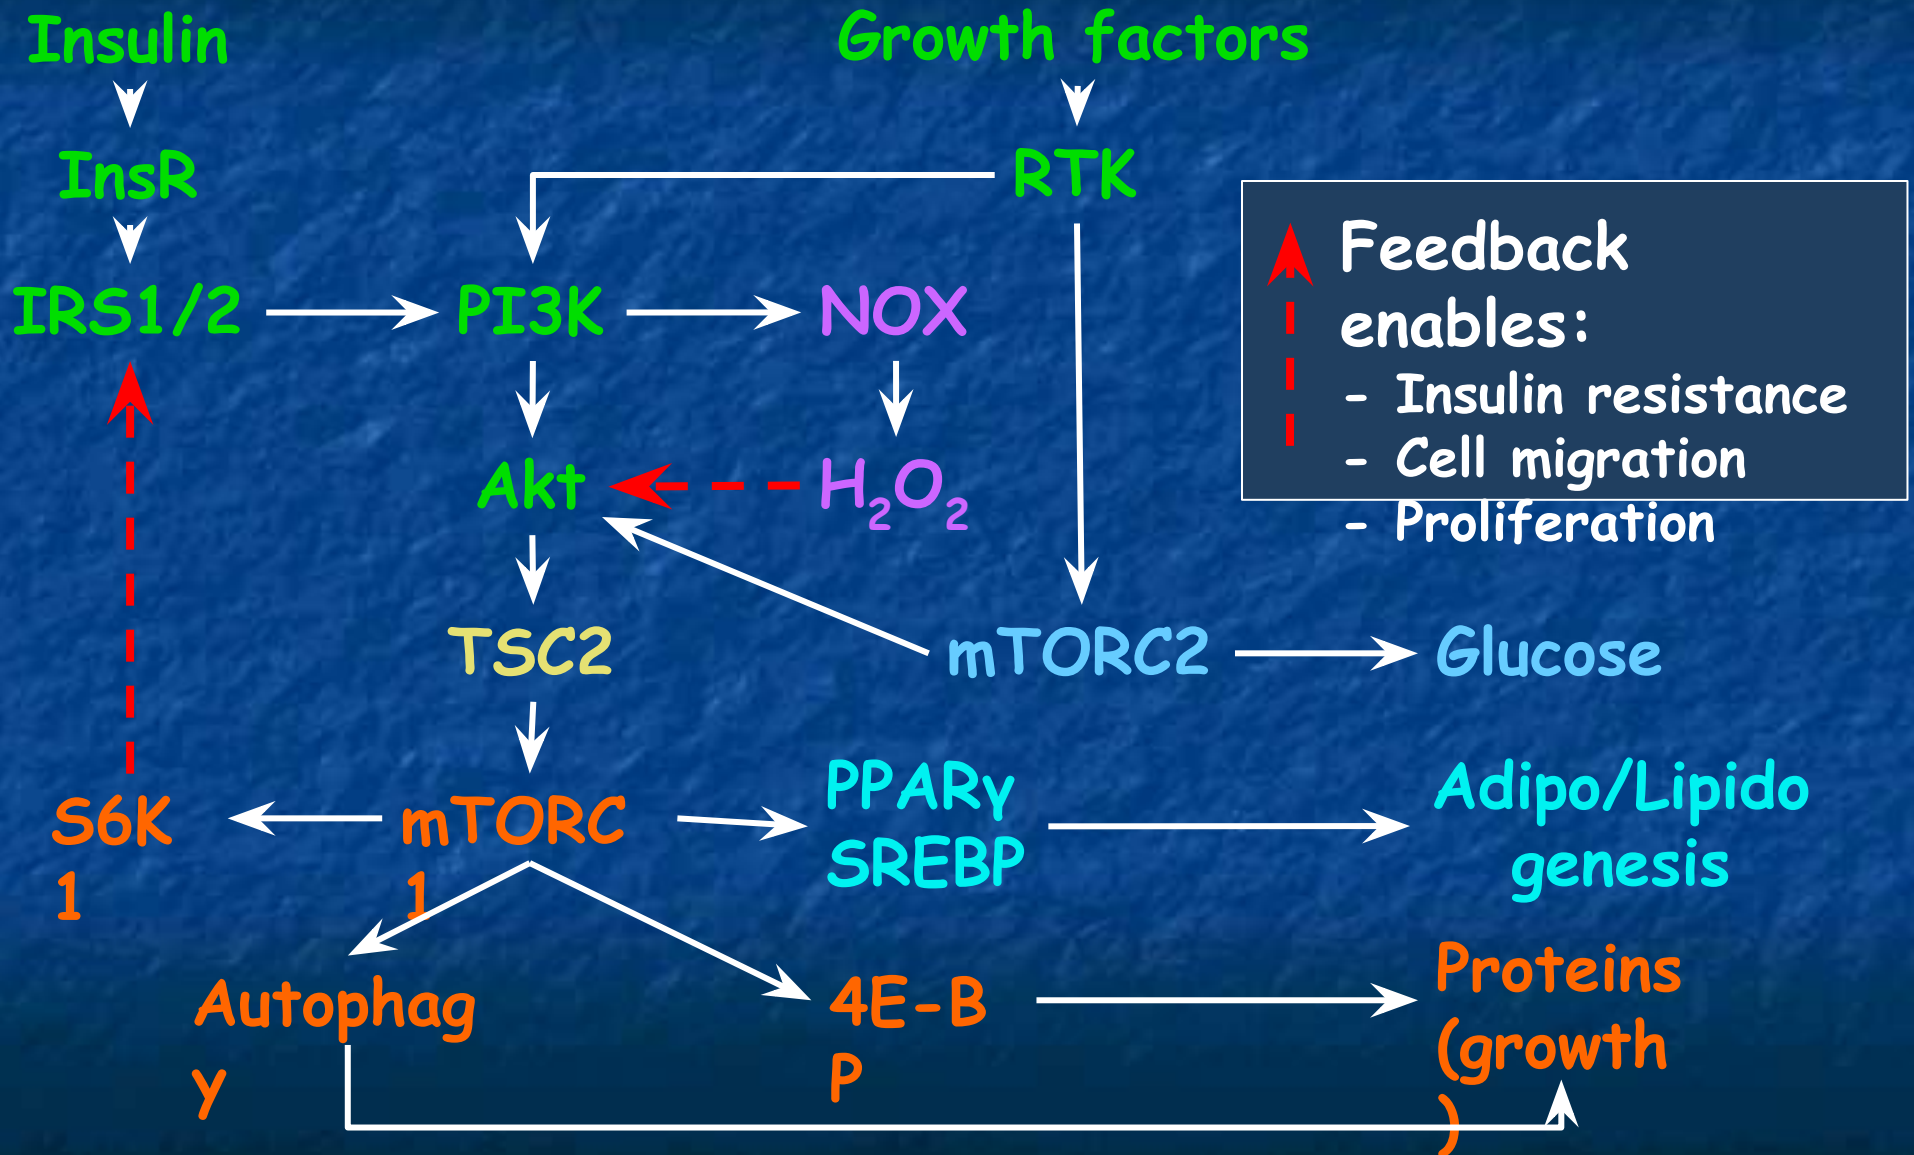 Insulin
Growth factors
InsR
RTK
Feedback
enables:
- Insulin resistance
- Cell migration
- Proliferation
IRS1/2
PI3K
NOX
Akt
H₂O₂
TSC2
mTORC2
Glucose
S6K
1
mTORC
1
PPARγ
SREBP
Adipo/Lipido
genesis
Autophag
y
4E-B
P
Proteins
(growth
)